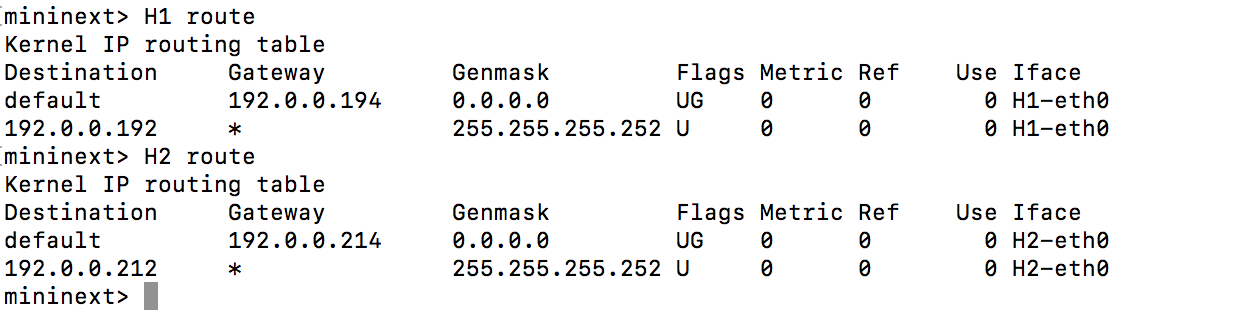 mininext> H1 route
Kernel IP routing table
Destination     Gateway         Genmask         Flags Metric Ref    Use Iface
default         192.0.0.194     0.0.0.0         UG    0      0        0 H1-eth0
192.0.0.192     *               255.255.255.252 U     0      0        0 H1-eth0
mininext> H2 route
Kernel IP routing table
Destination     Gateway         Genmask         Flags Metric Ref    Use Iface
default         192.0.0.214     0.0.0.0         UG    0      0        0 H2-eth0
192.0.0.212     *               255.255.255.252 U     0      0        0 H2-eth0
mininext>